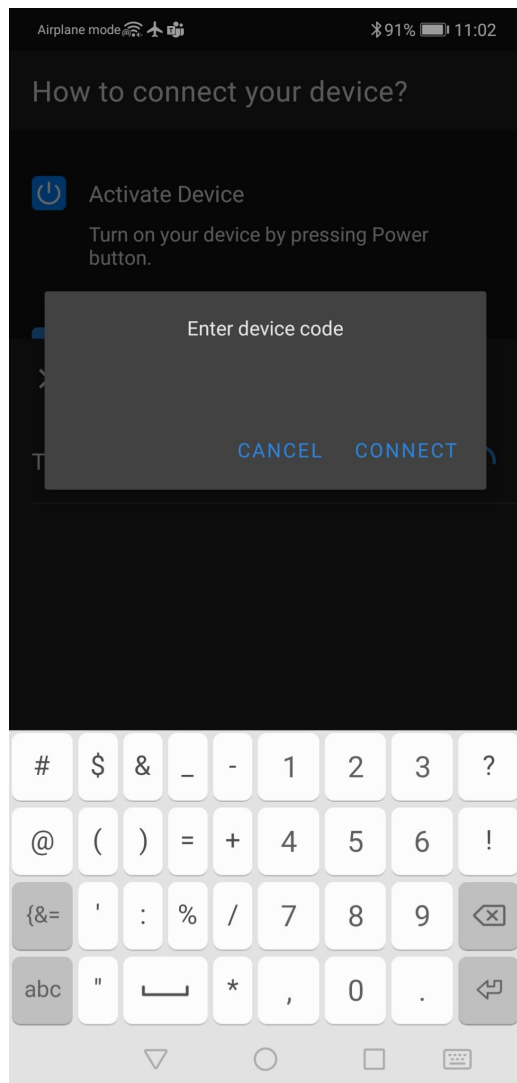 Airplane mode 91% 11:02
How to connect your device?
Activate Device
Turn on your device by pressing Power
button.
Enter device code
CANCEL CONNECT
T
# $ & _ - 1 2 3 ?
@ ( ) = + 4 5 6 !
{&= ' : % / 7 8 9
abc " * , 0 .